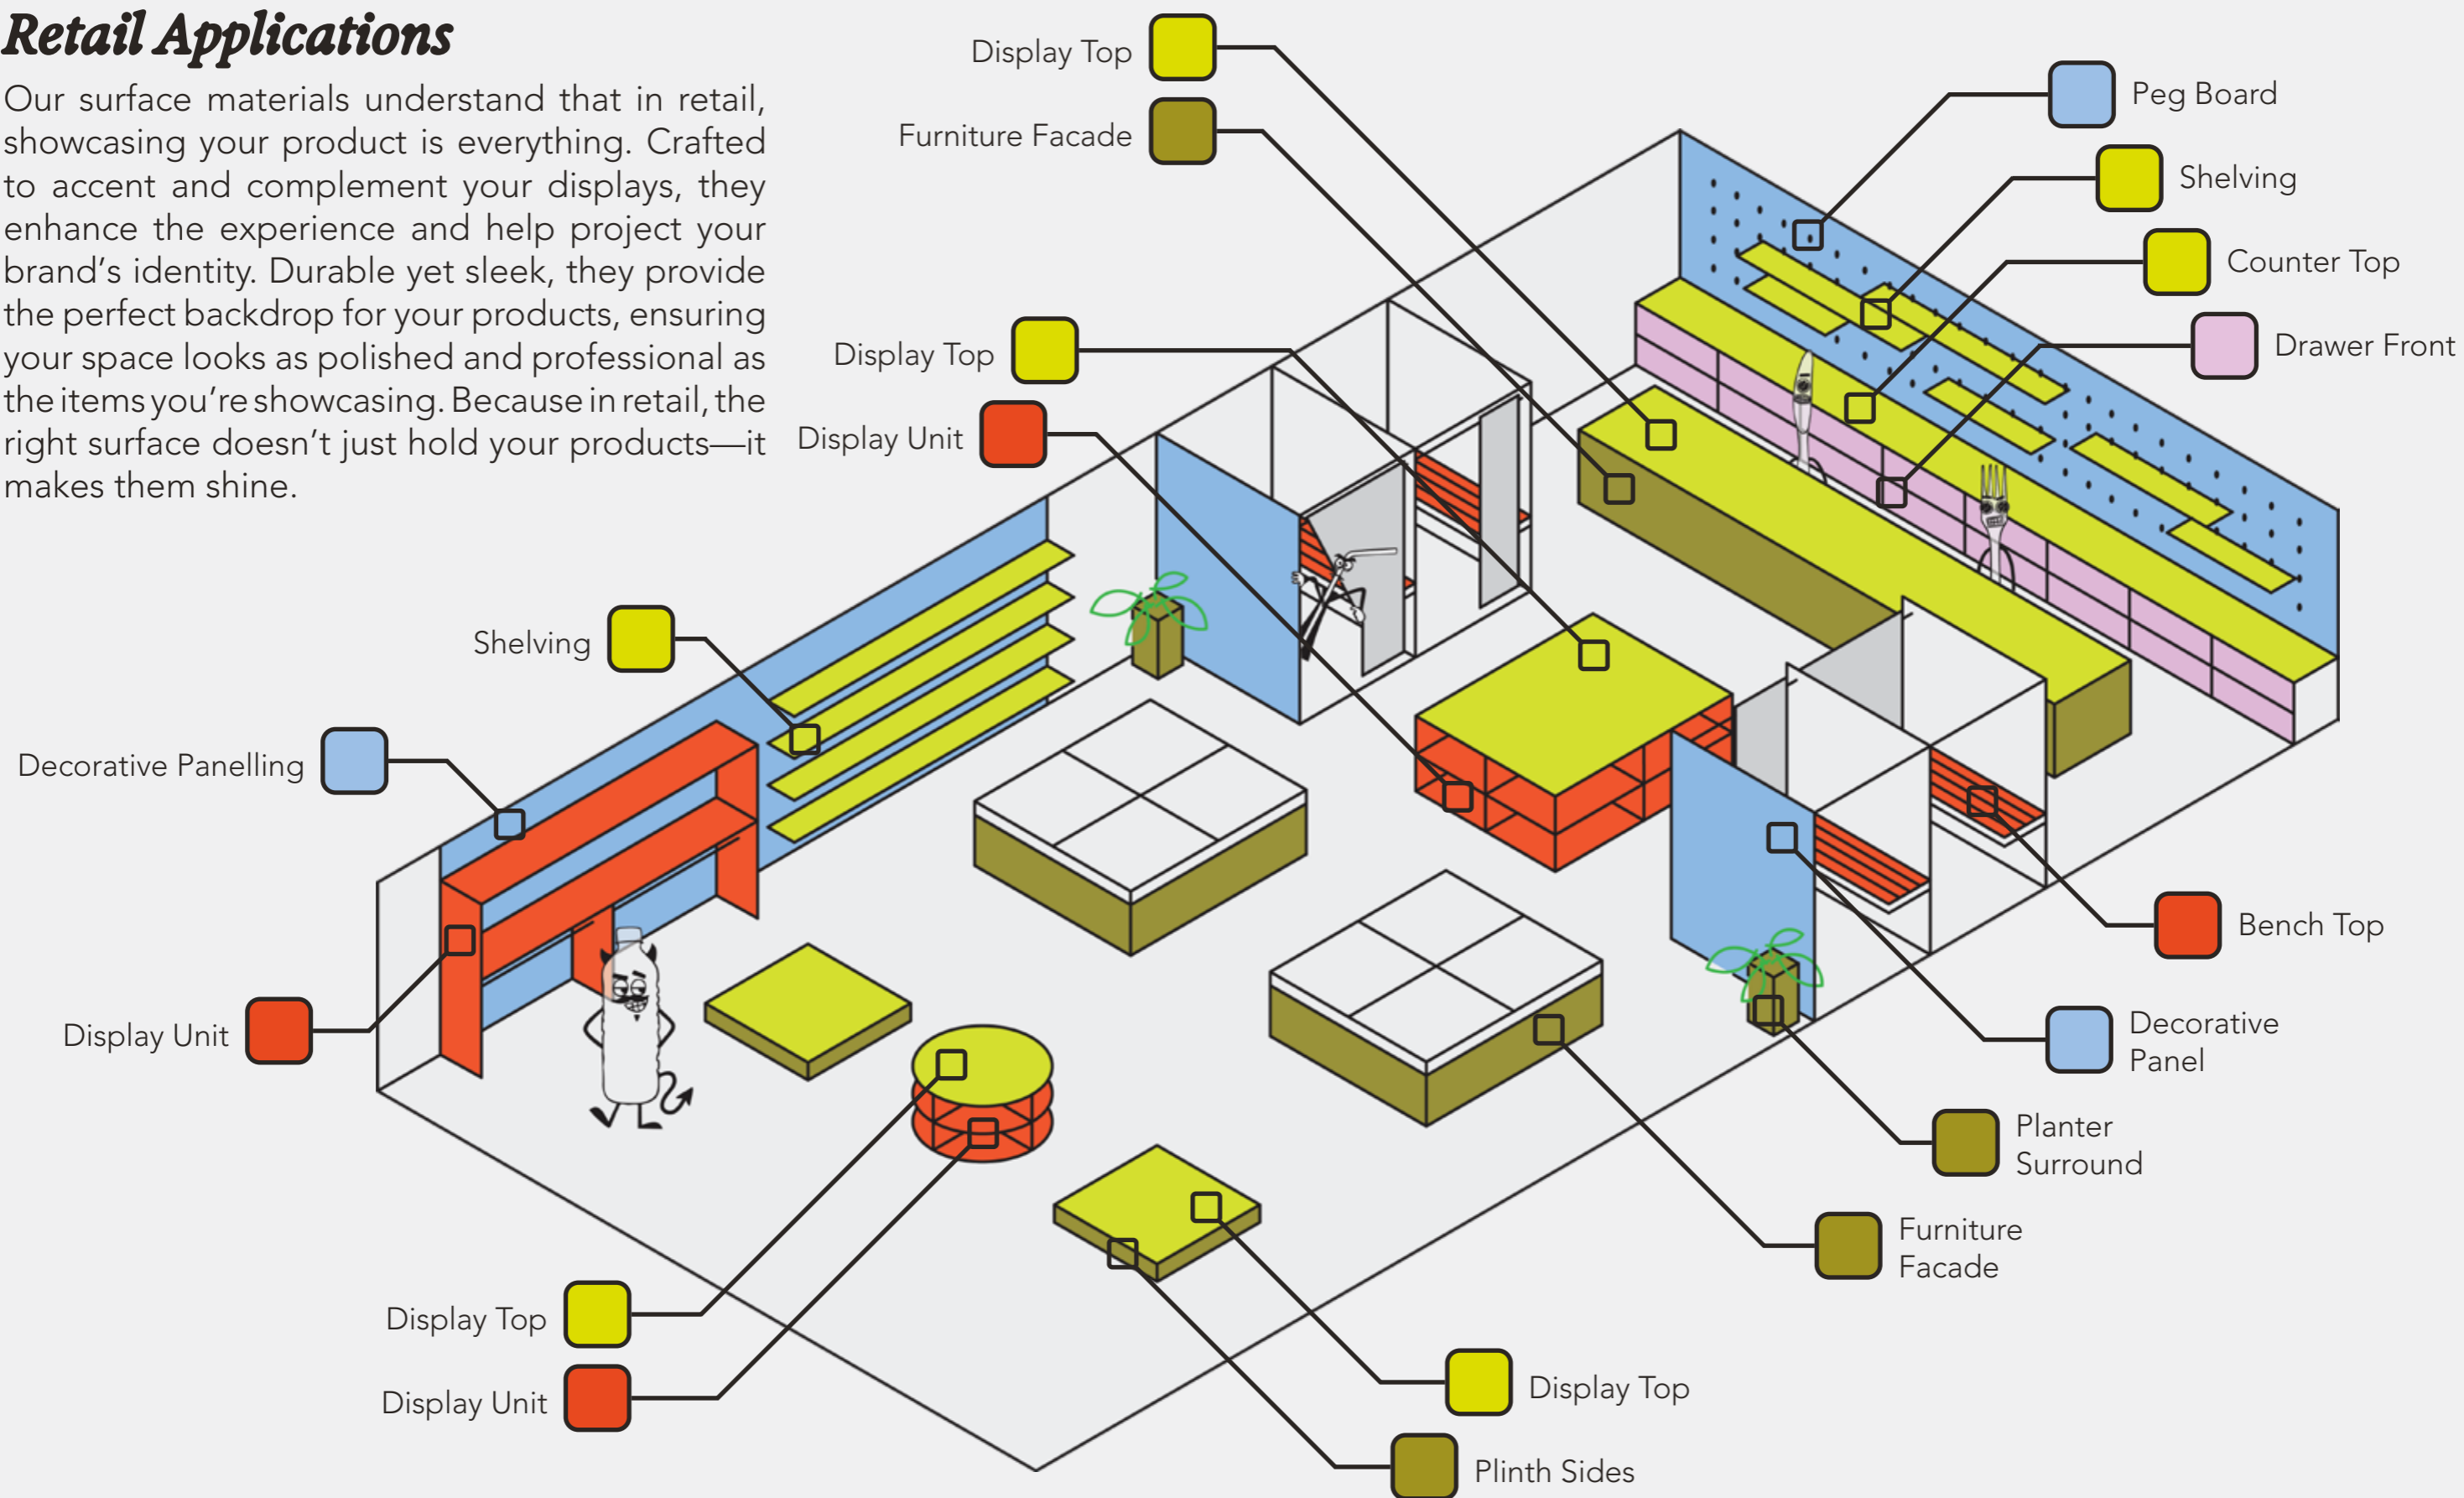 Retail Applications
Our surface materials understand that in retail,
showcasing your product is everything. Crafted
to accent and complement your displays, they
enhance the experience and help project your
brand's identity. Durable yet sleek, they provide
the perfect backdrop for your products, ensuring
your space looks as polished and professional as
the items you're showcasing. Because in retail, the
right surface doesn't just hold your products—it
makes them shine.
Display Top
Furniture Facade
Peg Board
Shelving
Counter Top
Drawer Front
Display Top
Display Unit
Shelving
Decorative Panelling
Display Unit
Bench Top
Decorative
Panel
Planter
Surround
Furniture
Facade
Display Top
Display Unit
Display Top
Plinth Sides